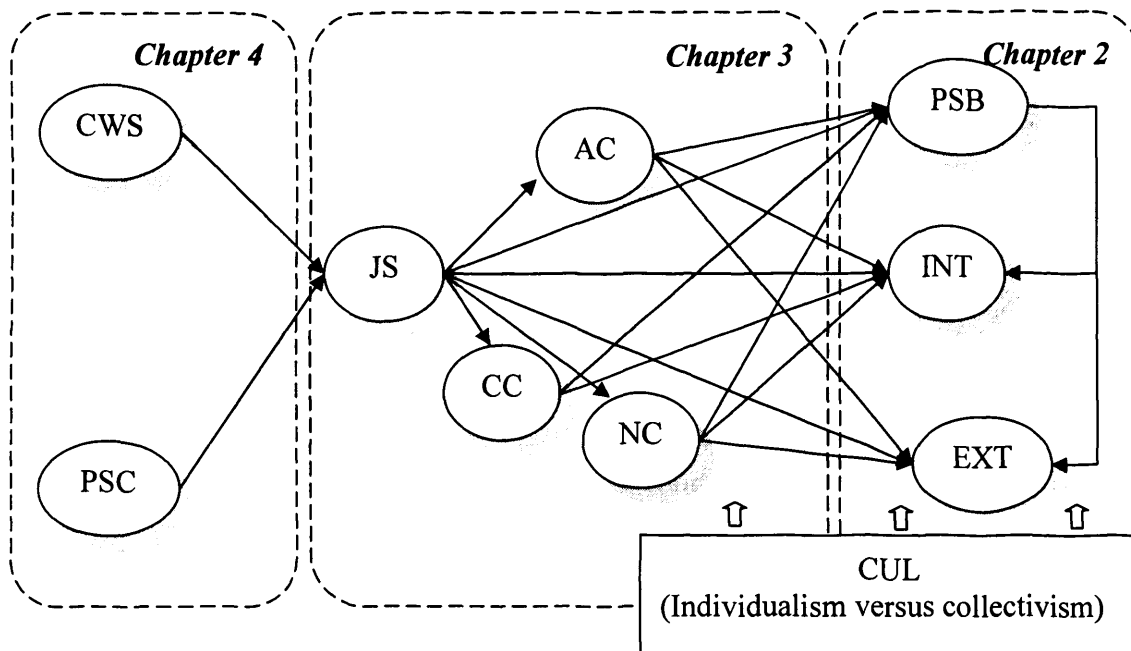 Chapter 4
Chapter 3
Chapter 2
CWS
PSC
JS
AC
CC
NC
PSB
INT
EXT
CUL
(Individualism versus collectivism)